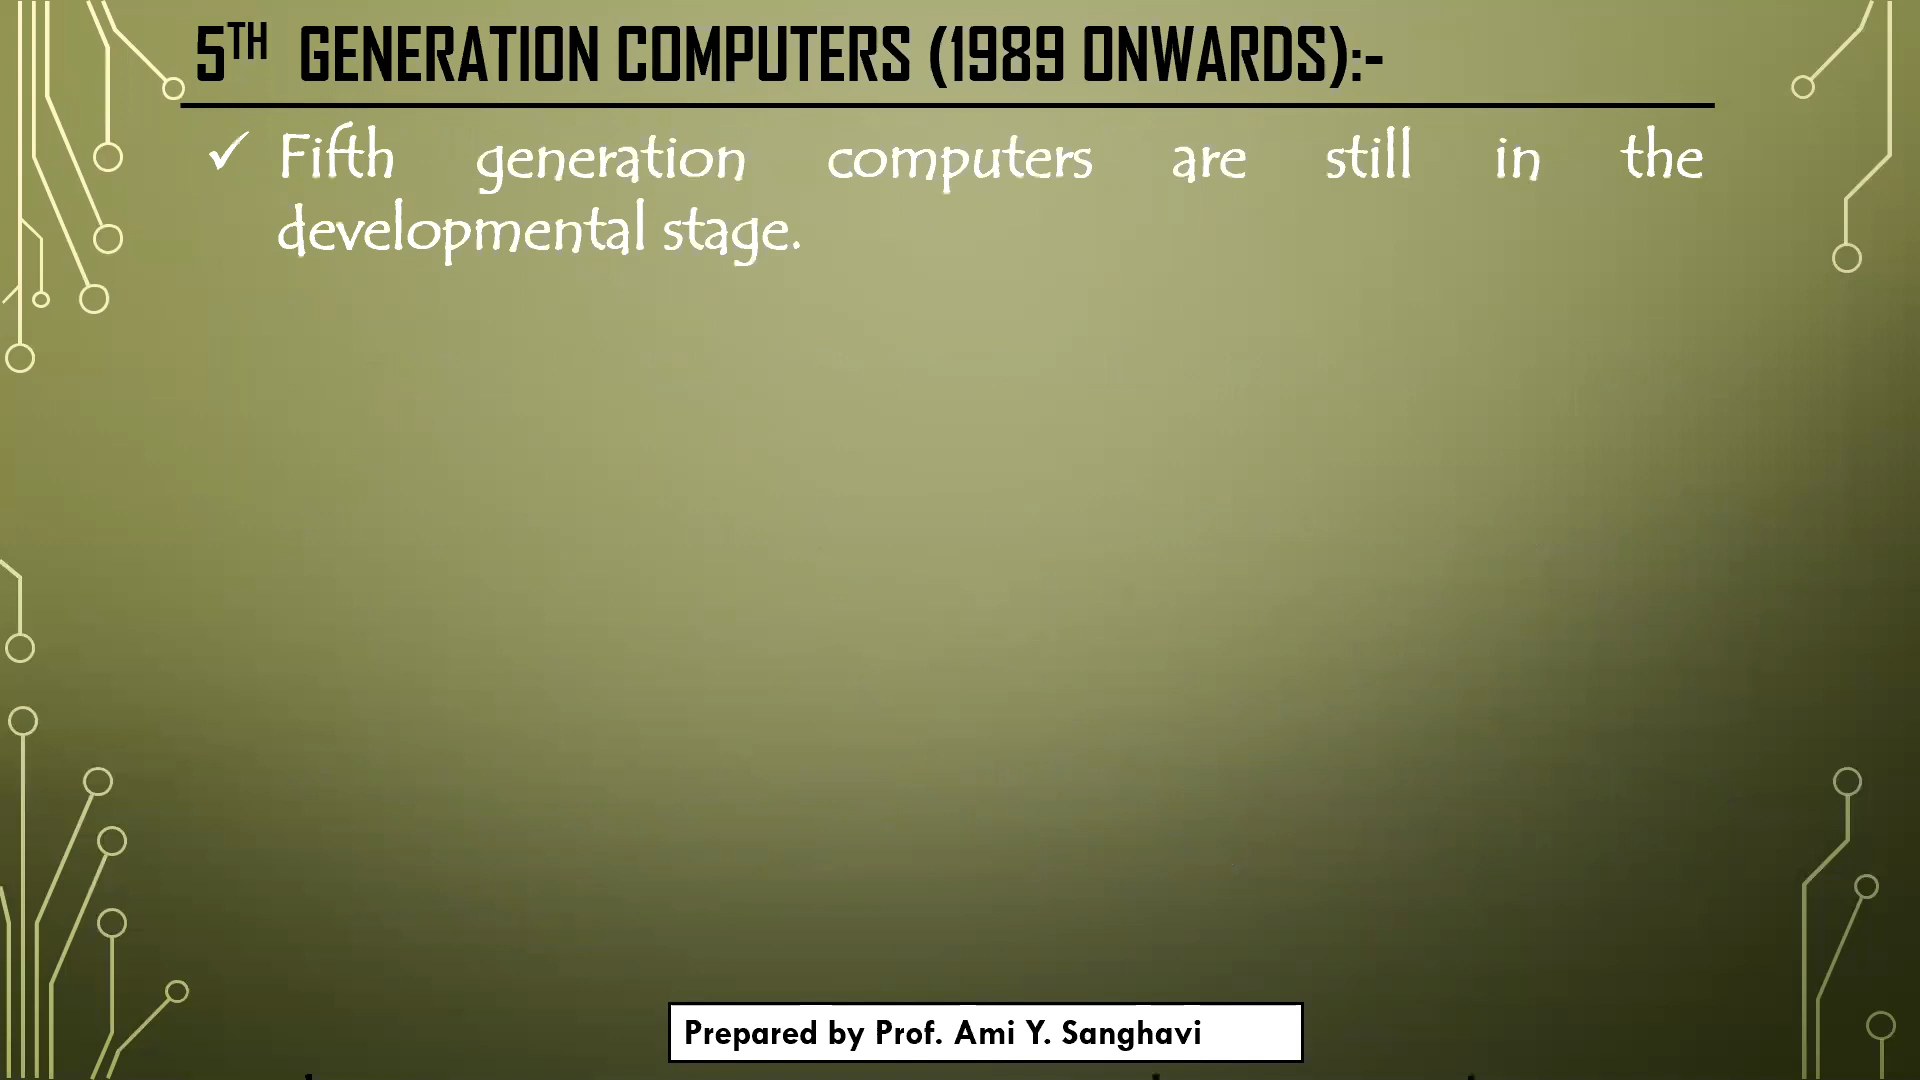 5TH GENERATION COMPUTERS (1989 ONWARDS):-
✓ Fifth generation computers are still in the
developmental stage.
Prepared by Prof. Ami Y. Sanghavi